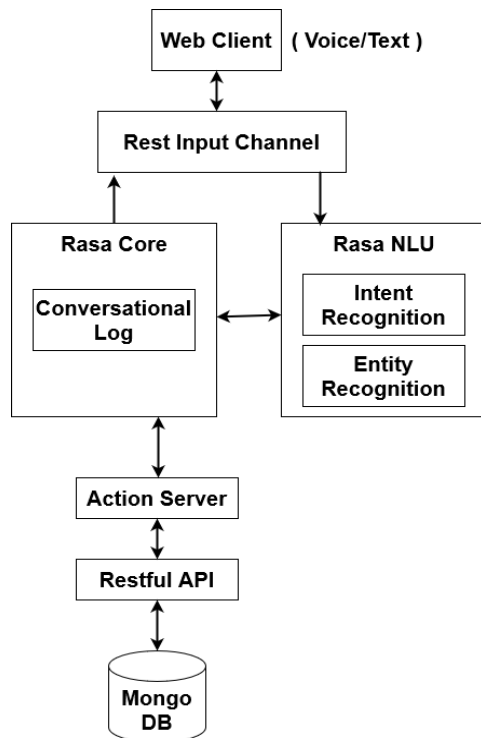 Web Client ( Voice/Text )
Rest Input Channel
Rasa Core
Conversational
Log
Rasa NLU
Intent
Recognition
Entity
Recognition
Action Server
Restful API
Mongo
DB